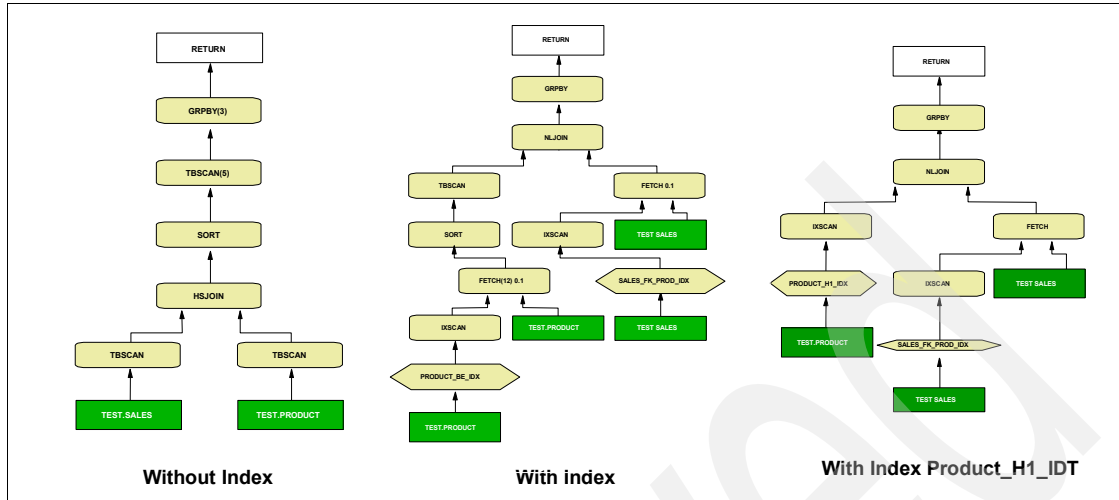 RETURN
GRPBY(3)
TBSCAN(5)
SORT
HSJOIN
TBSCAN
TBSCAN
TEST.SALES
TEST.PRODUCT
Without Index
RETURN
GRPBY
NLJOIN
TBSCAN
FETCH 0.1
SORT
IXSCAN
TEST SALES
FETCH(12) 0.1
SALES_FK_PROD_IDX
IXSCAN
TEST.PRODUCT
TEST SALES
PRODUCT_BE_IDX
TEST.PRODUCT
With index
RETURN
GRPBY
NLJOIN
IXSCAN
FETCH
PRODUCT_H1_IDX
IXSCAN
TEST SALES
TEST.PRODUCT
SALES_FK_PROD_IDX
TEST SALES
With Index Product_H1_IDT